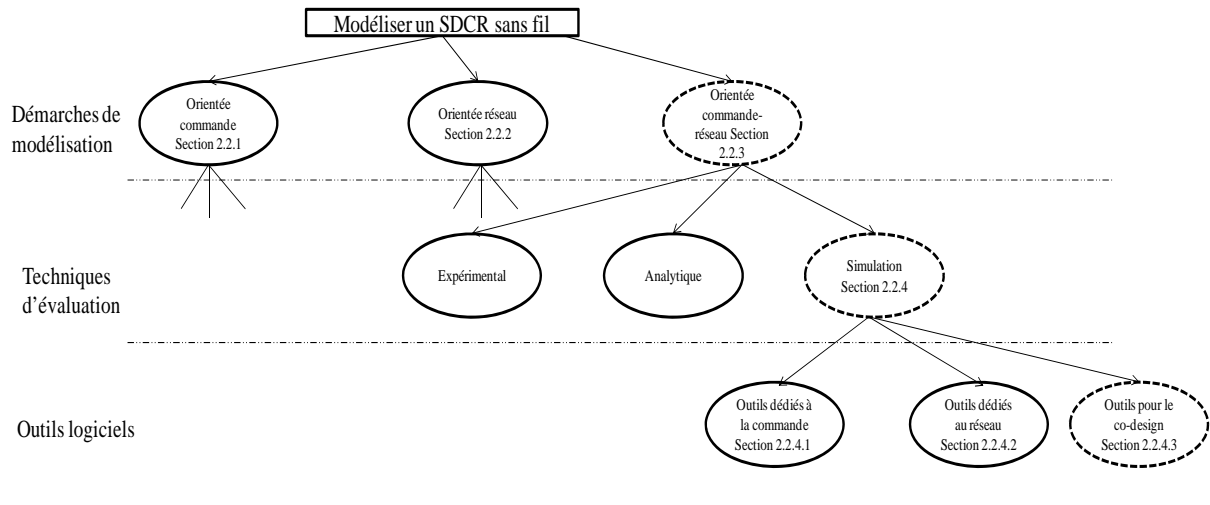 Modéliser un SDCR sans fil
Démarches de
modélisation
Orientée
commande
Section 2.2.1
Orientée réseau
Section 2.2.2
Orientée
commande-
réseau Section
2.2.3
Techniques
d'évaluation
Expérimental
Analytique
Simulation
Section 2.2.4
Outils logiciels
Outils dédiés à
la commande
Section 2.2.4.1
Outils dédiés
au réseau
Section 2.2.4.2
Outils pour le
co-design
Section 2.2.4.3